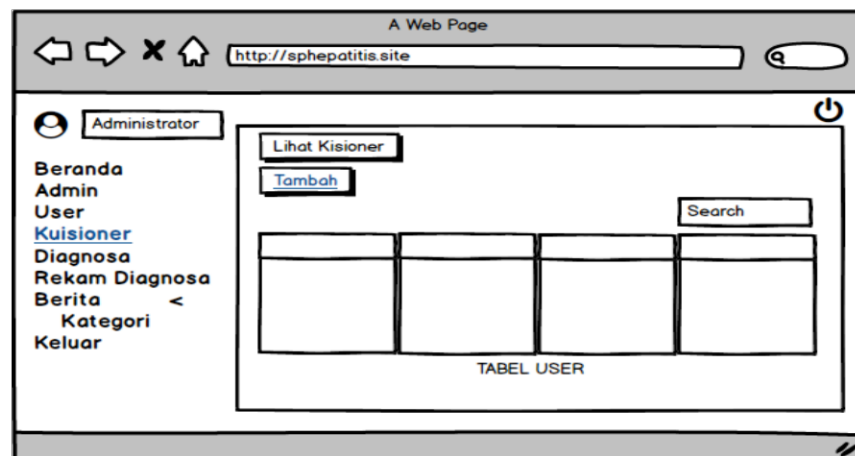 A Web Page
http://sphepatitis.site
Administrator
Beranda
Admin
User
Kuisioner
Diagnosa
Rekam Diagnosa
Berita <
Kategori
Keluar
Lihat Kisioner
Tambah
Search
TABEL USER